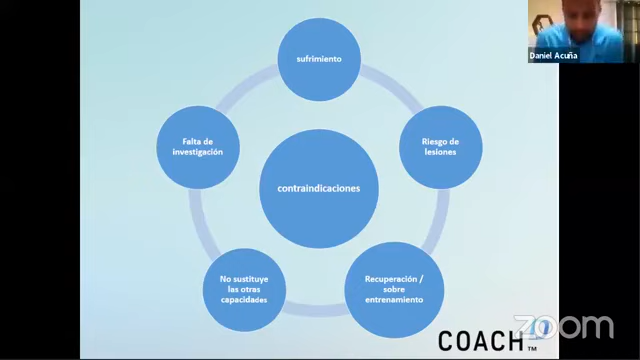 Daniel Acuña
sufrimiento
Falta de
investigación
Riesgo de
lesiones
contraindicaciones
No sustituye
las otras
capacidades
Recuperación /
sobre
entrenamiento
COACH
TM
zoom